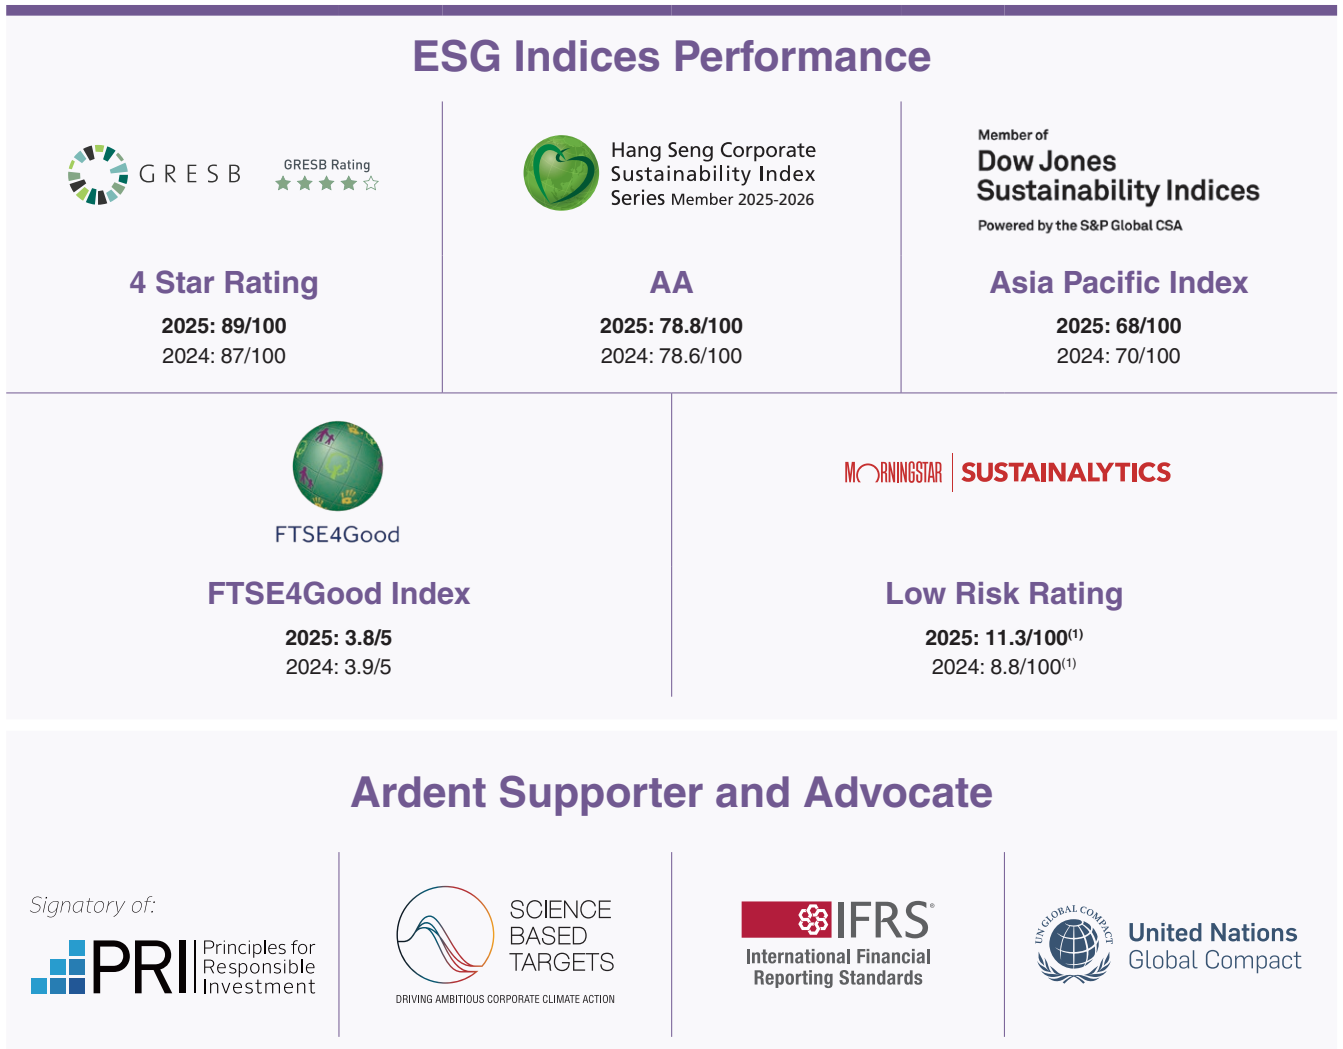 ESG Indices Performance
GRESB
GRESB Rating
4 Star Rating
2025: 89/100
2024: 87/100
Hang Seng Corporate
Sustainability Index
Series Member 2025-2026
AA
2025: 78.8/100
2024: 78.6/100
Member of
Dow Jones
Sustainability Indices
Powered by the S&P Global CSA
Asia Pacific Index
2025: 68/100
2024: 70/100
FTSE4Good
FTSE4Good Index
2025: 3.8/5
2024: 3.9/5
MORNINGSTAR | SUSTAINALYTICS
Low Risk Rating
2025: 11.3/100(1)
2024: 8.8/100(1)
Ardent Supporter and Advocate
Signatory of:
PRI
Principles for
Responsible
Investment
SCIENCE
BASED
TARGETS
DRIVING AMBITIOUS CORPORATE CLIMATE ACTION
IFRS®
International Financial
Reporting Standards
UN GLOBAL COMPACT
United Nations
Global Compact